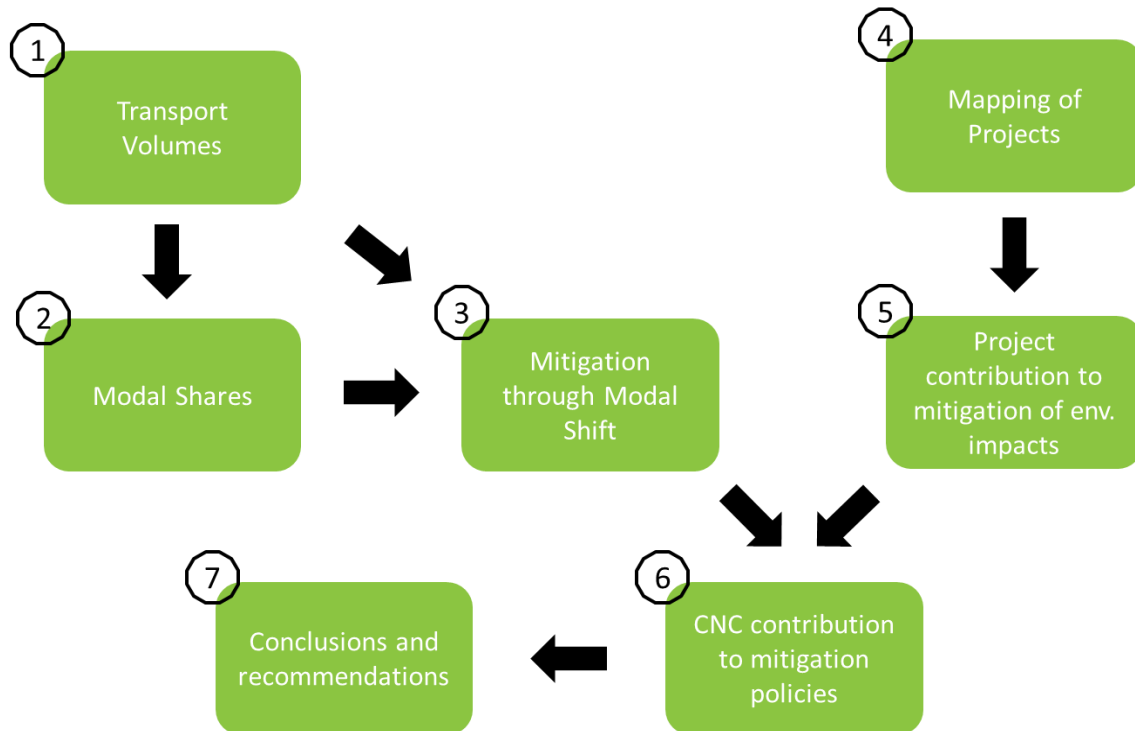 1
Transport
Volumes
4
Mapping of
Projects
2
Modal Shares
3
Mitigation
through Modal
Shift
5
Project
contribution to
mitigation of env.
impacts
7
Conclusions and
recommendations
6
CNC contribution
to mitigation
policies